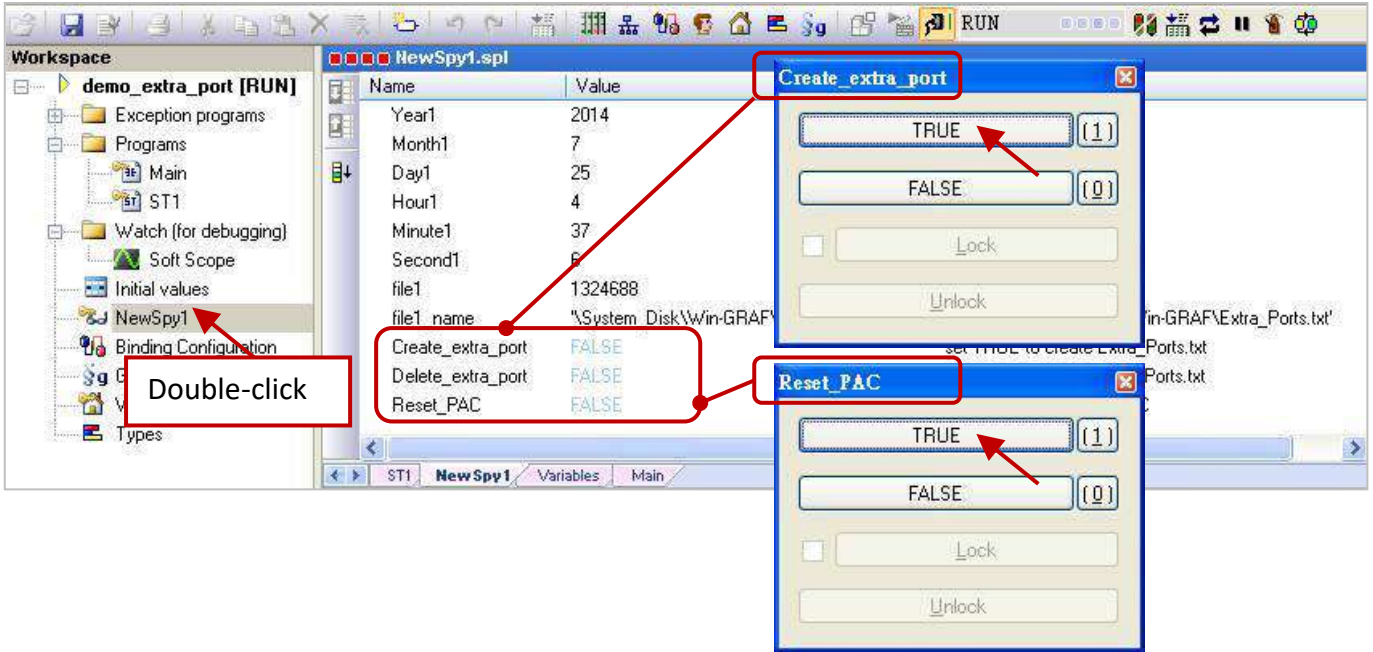 RUN
Workspace
demo_extra_port [RUN]
Exception programs
Programs
Main
ST1
Watch (for debugging)
Soft Scope
Initial values
NewSpy1
Binding Configuration
Types
Double-click
NewSpy1.spl
Name Value
Year1 2014
Month1 7
Day1 25
Hour1 4
Minute1 37
Second1 6
file1 1324688
file1_name '\System_Disk\Win-GRAF\ in-GRAF\Extra_Ports.txt'
Create_extra_port FALSE set TRUE to create Extra_Ports.txt
Delete_extra_port FALSE Ports.txt
Reset_PAC FALSE
ST1 NewSpy1 Variables Main
Create_extra_port
TRUE (1)
FALSE (0)
Lock
Unlock
Reset_PAC
TRUE (1)
FALSE (0)
Lock
Unlock